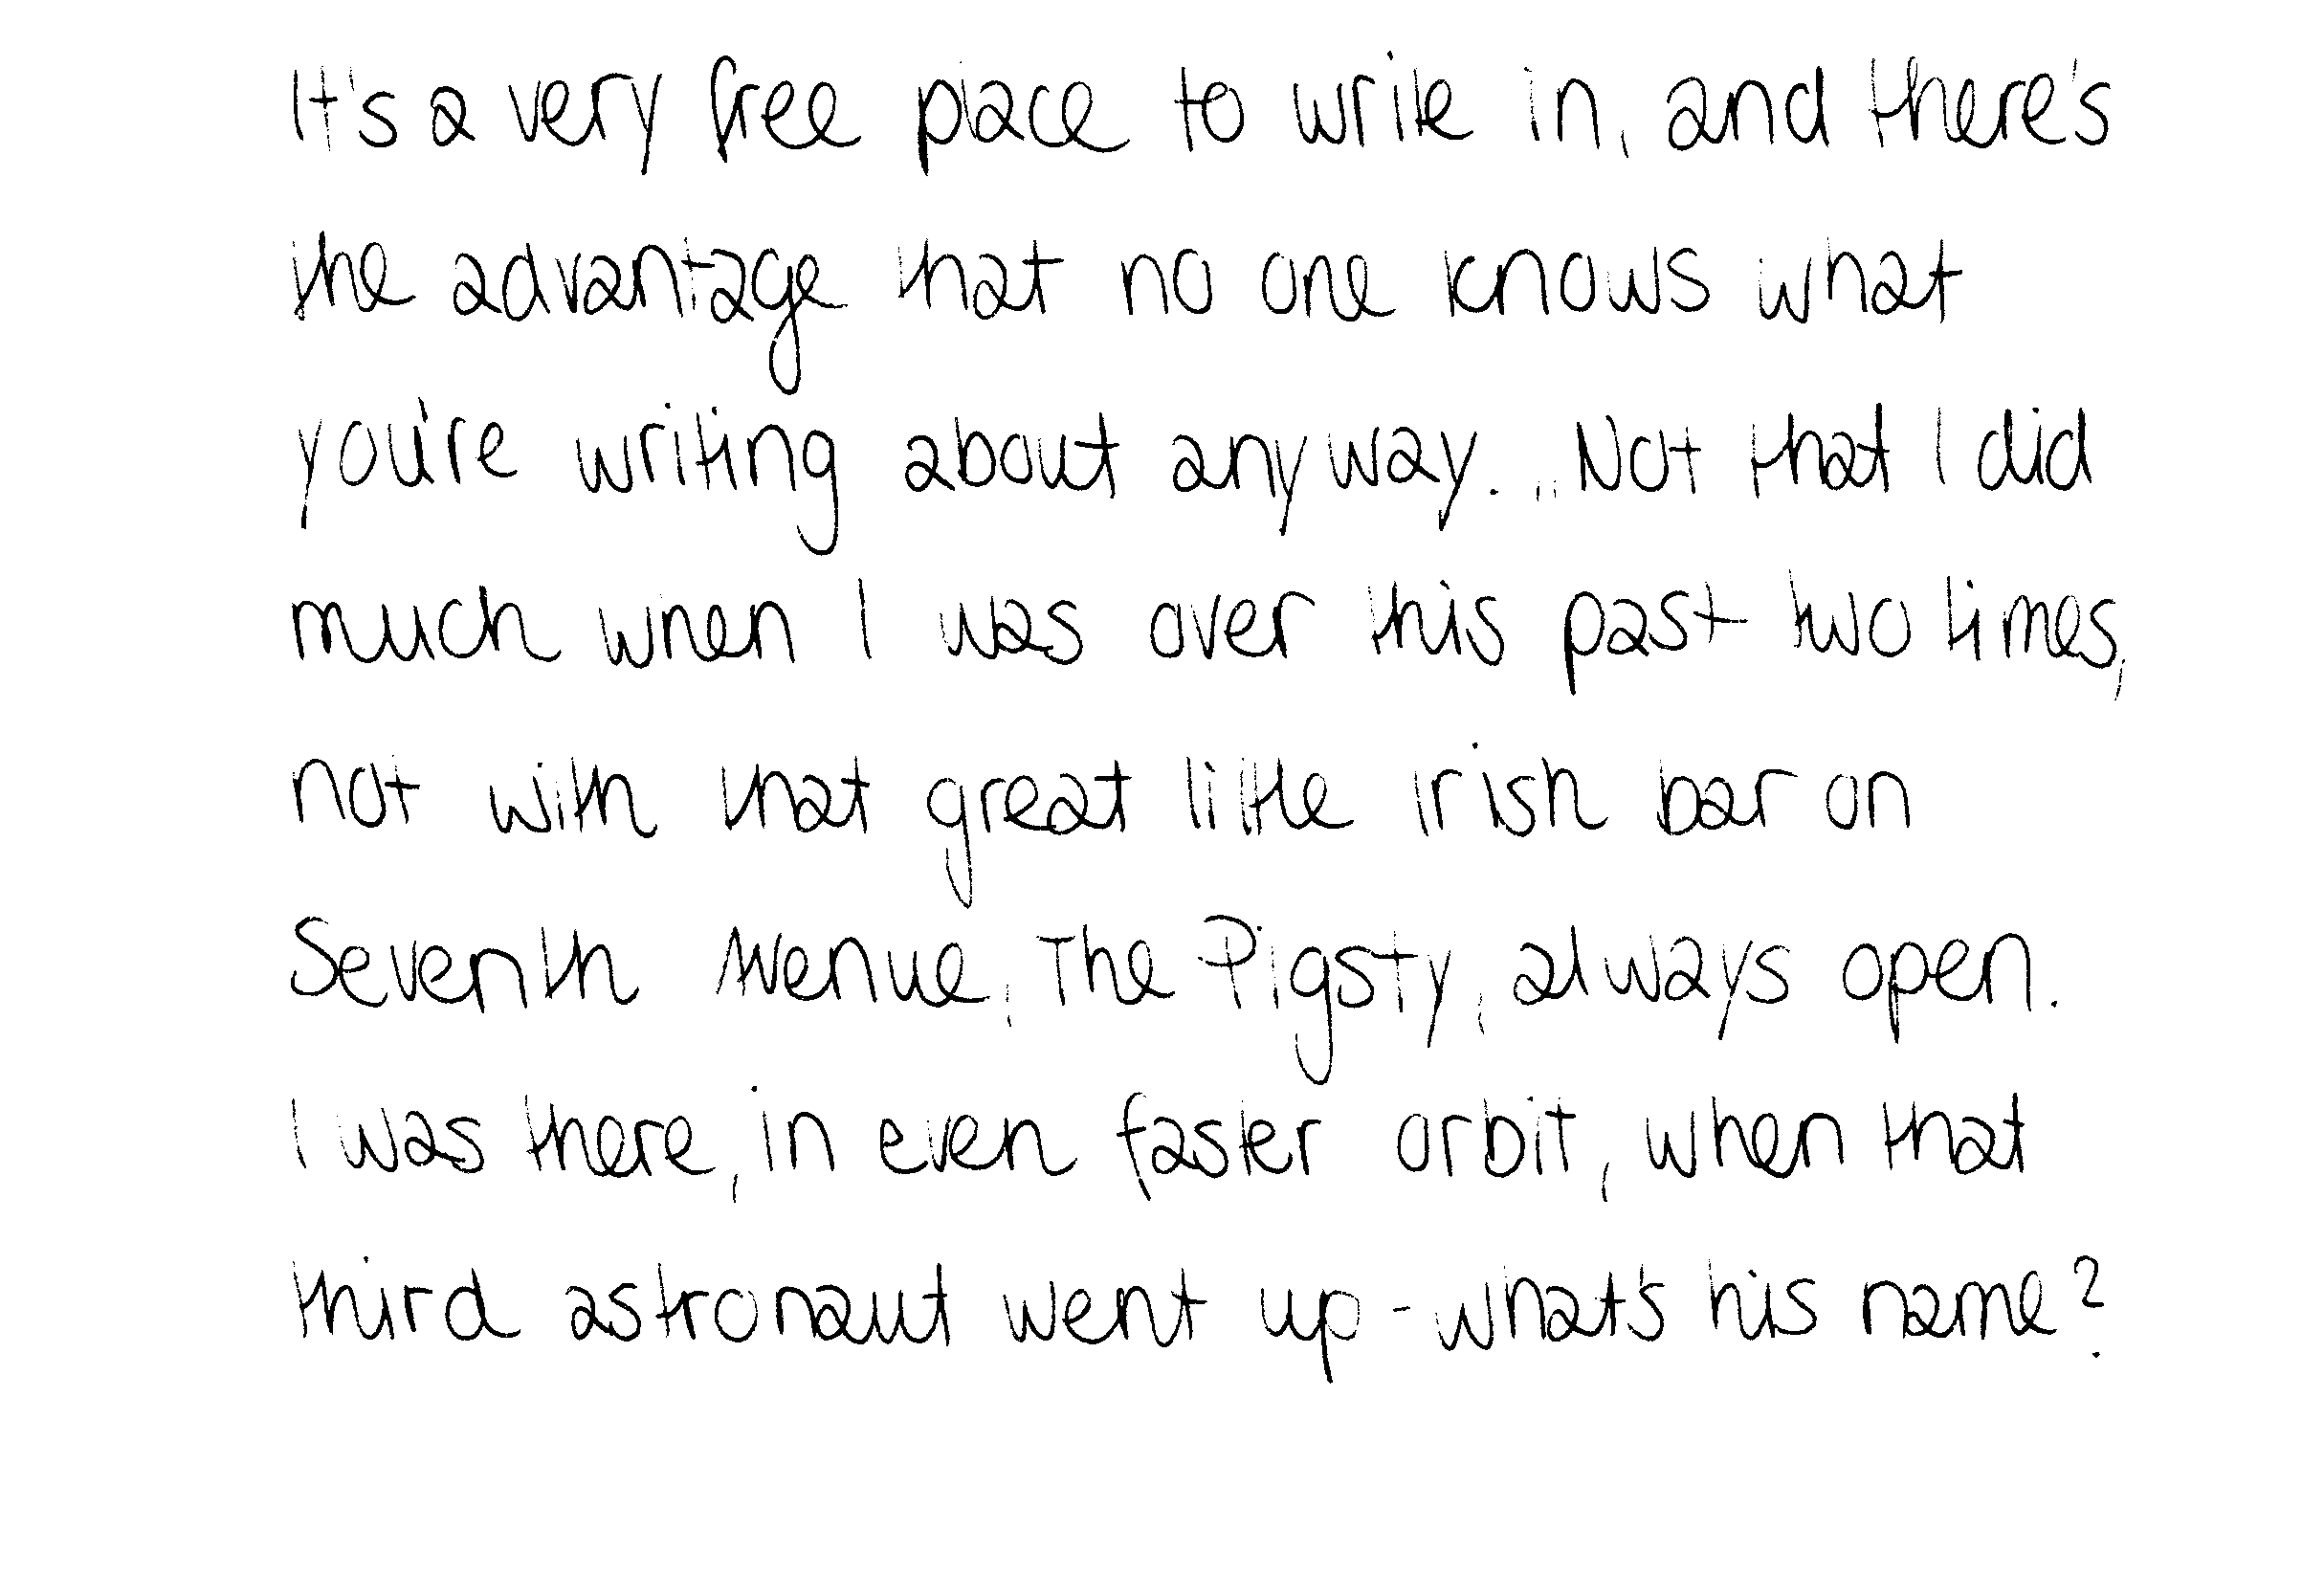 It's a very free place to write in, and there's
the advantage that no one knows what
you're writing about anyway. .. Not that I did
much when I was over this past two times,
not with that great little Irish bar on
Seventh Avenue, The Pigsty, always open.
I was there, in even faster orbit, when that
third astronaut went up - what's his name?